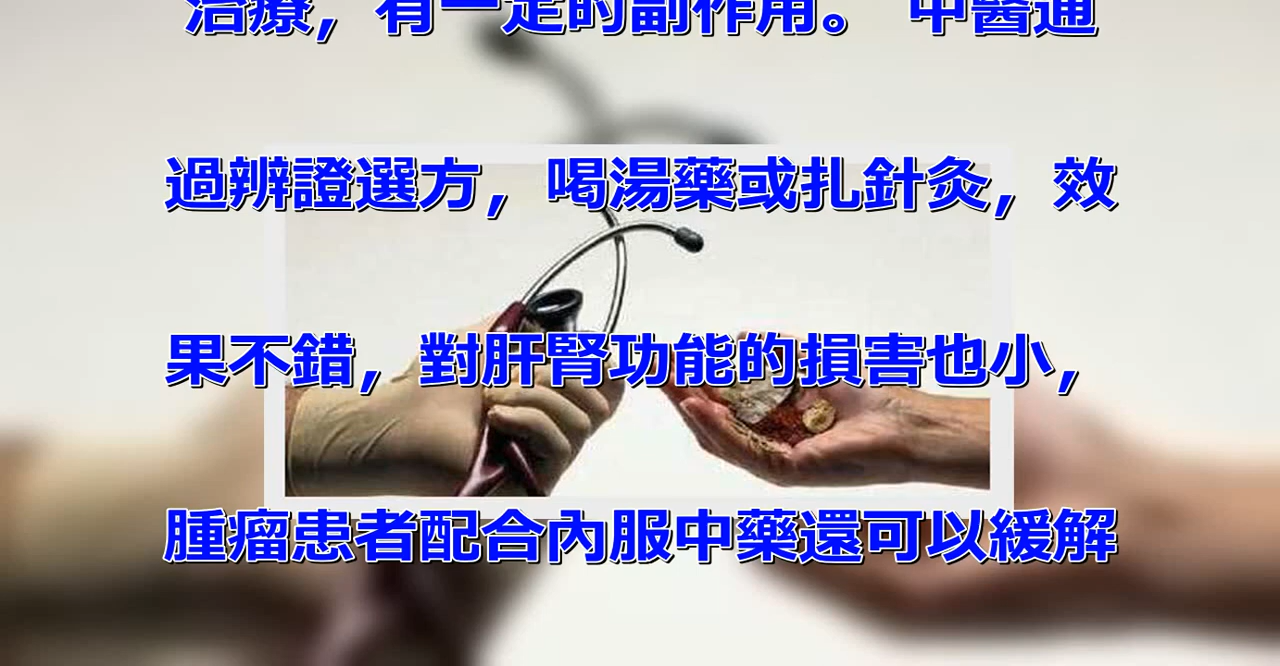 治療，有一定的副作用。 中醫通
過辨證選方，喝湯藥或扎針灸，效
果不錯，對肝腎功能的損害也小，
腫瘤患者配合內服中藥還可以緩解